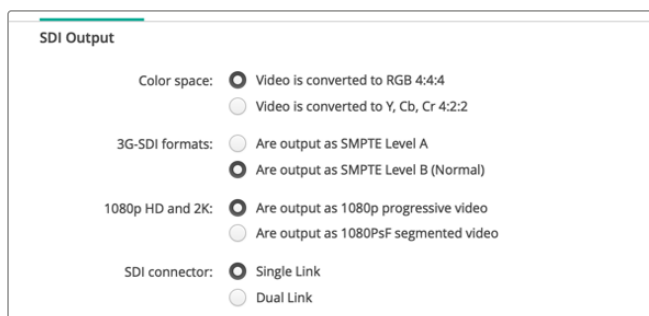 SDI Output
Color space: Video is converted to RGB 4:4:4
Video is converted to Y, Cb, Cr 4:2:2
3G-SDI formats: Are output as SMPTE Level A
Are output as SMPTE Level B (Normal)
1080p HD and 2K: Are output as 1080p progressive video
Are output as 1080PsF segmented video
SDI connector: Single Link
Dual Link